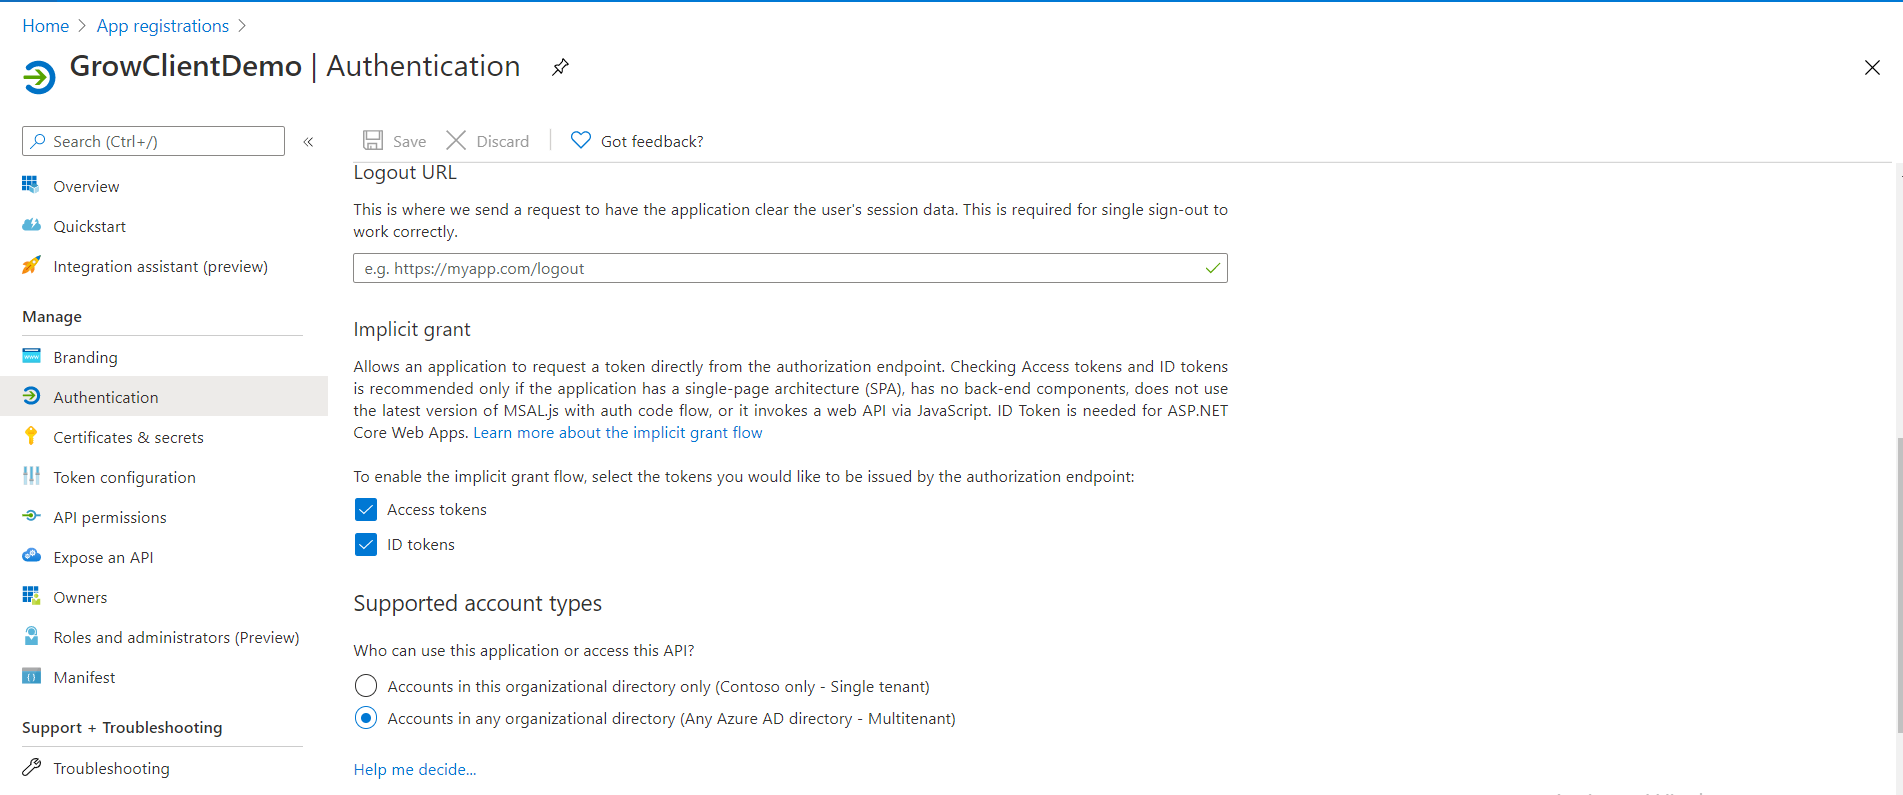 Home > App registrations >
GrowClientDemo | Authentication
Search (Ctrl+/)
«
Overview
Quickstart
Integration assistant (preview)
Manage
Branding
Authentication
Certificates & secrets
Token configuration
API permissions
Expose an API
Owners
Roles and administrators (Preview)
Manifest
Support + Troubleshooting
Troubleshooting
Save Discard Got feedback?
Logout URL
This is where we send a request to have the application clear the user's session data. This is required for single sign-out to
work correctly.
e.g. https://myapp.com/logout
Implicit grant
Allows an application to request a token directly from the authorization endpoint. Checking Access tokens and ID tokens
is recommended only if the application has a single-page architecture (SPA), has no back-end components, does not use
the latest version of MSAL.js with auth code flow, or it invokes a web API via JavaScript. ID Token is needed for ASP.NET
Core Web Apps. Learn more about the implicit grant flow
To enable the implicit grant flow, select the tokens you would like to be issued by the authorization endpoint:
Access tokens
ID tokens
Supported account types
Who can use this application or access this API?
Accounts in this organizational directory only (Contoso only - Single tenant)
Accounts in any organizational directory (Any Azure AD directory - Multitenant)
Help me decide...